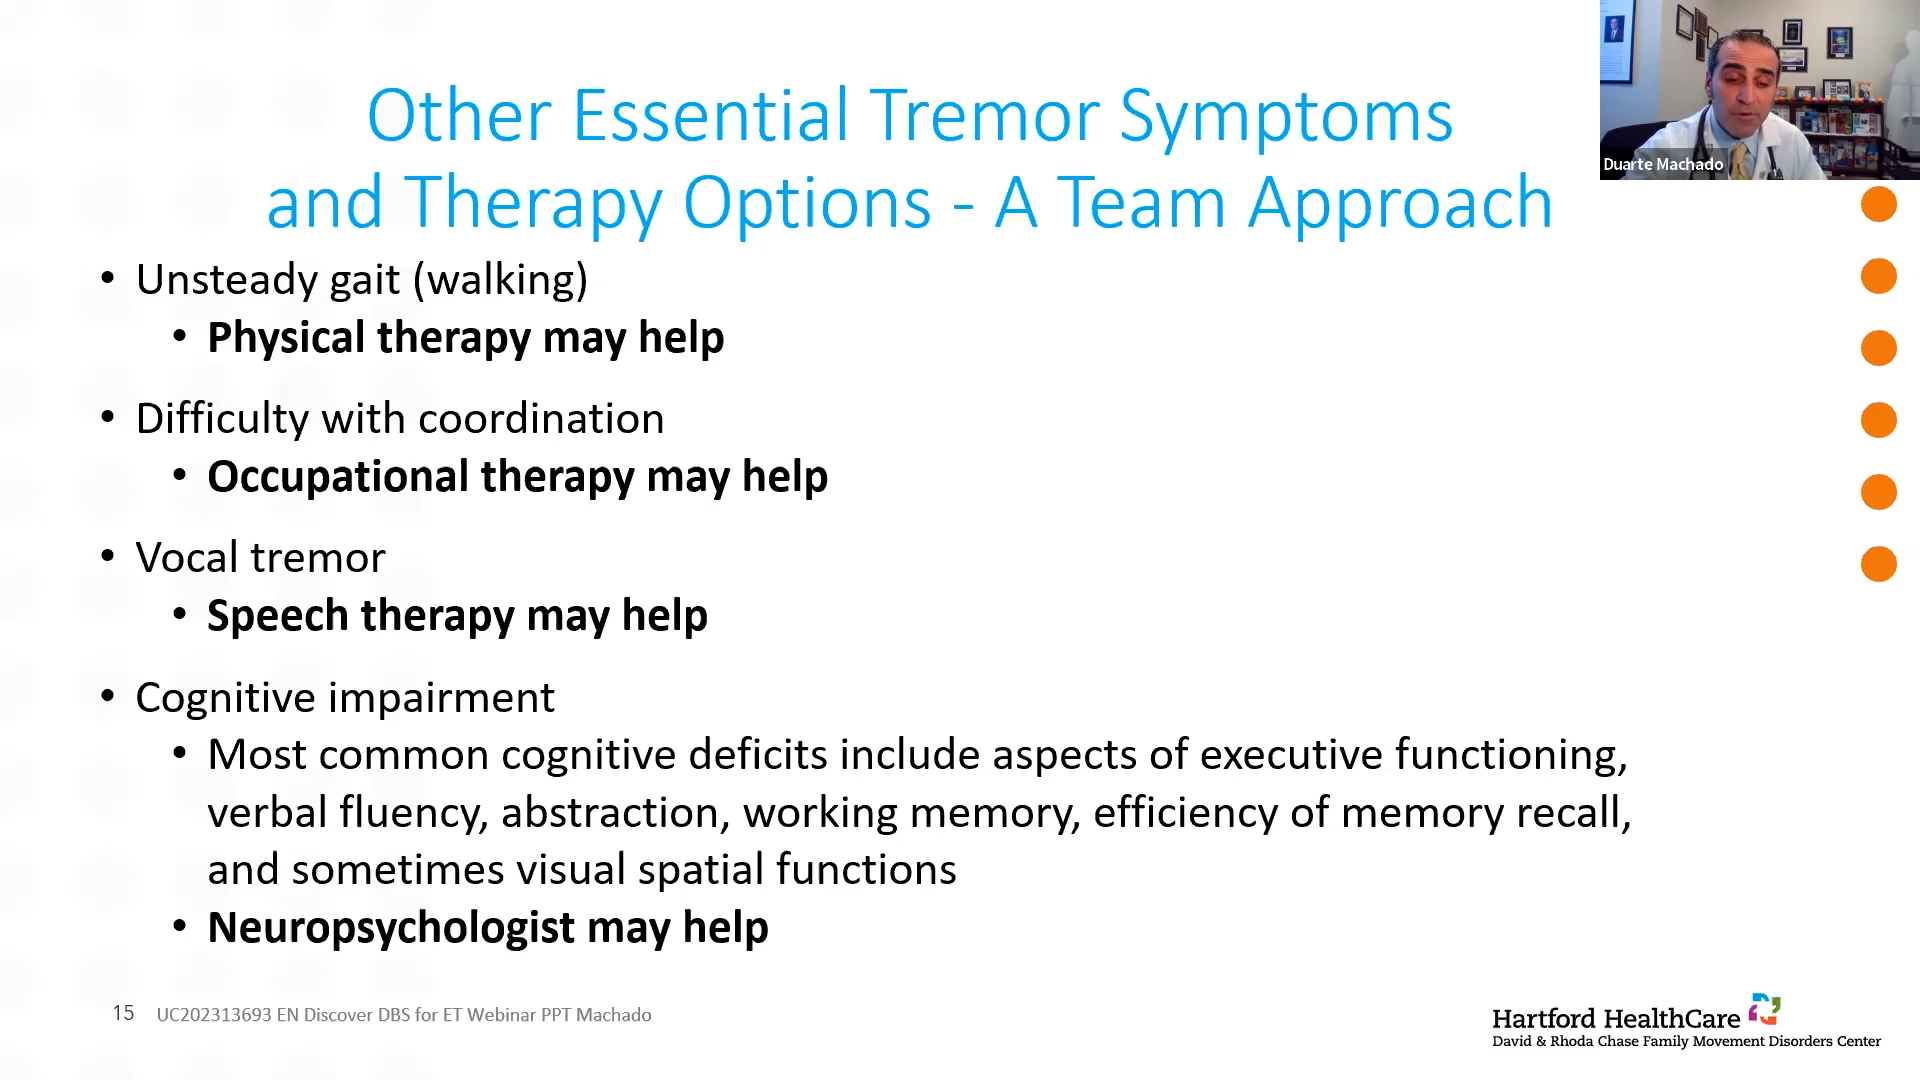 Other Essential Tremor Symptoms
and Therapy Options - A Team Approach
Duarte Machado
• Unsteady gait (walking)
• Physical therapy may help
• Difficulty with coordination
• Occupational therapy may help
• Vocal tremor
• Speech therapy may help
• Cognitive impairment
• Most common cognitive deficits include aspects of executive functioning,
verbal fluency, abstraction, working memory, efficiency of memory recall,
and sometimes visual spatial functions
• Neuropsychologist may help
15 UC202313693 EN Discover DBS for ET Webinar PPT Machado
Hartford HealthCare
David & Rhoda Chase Family Movement Disorders Center